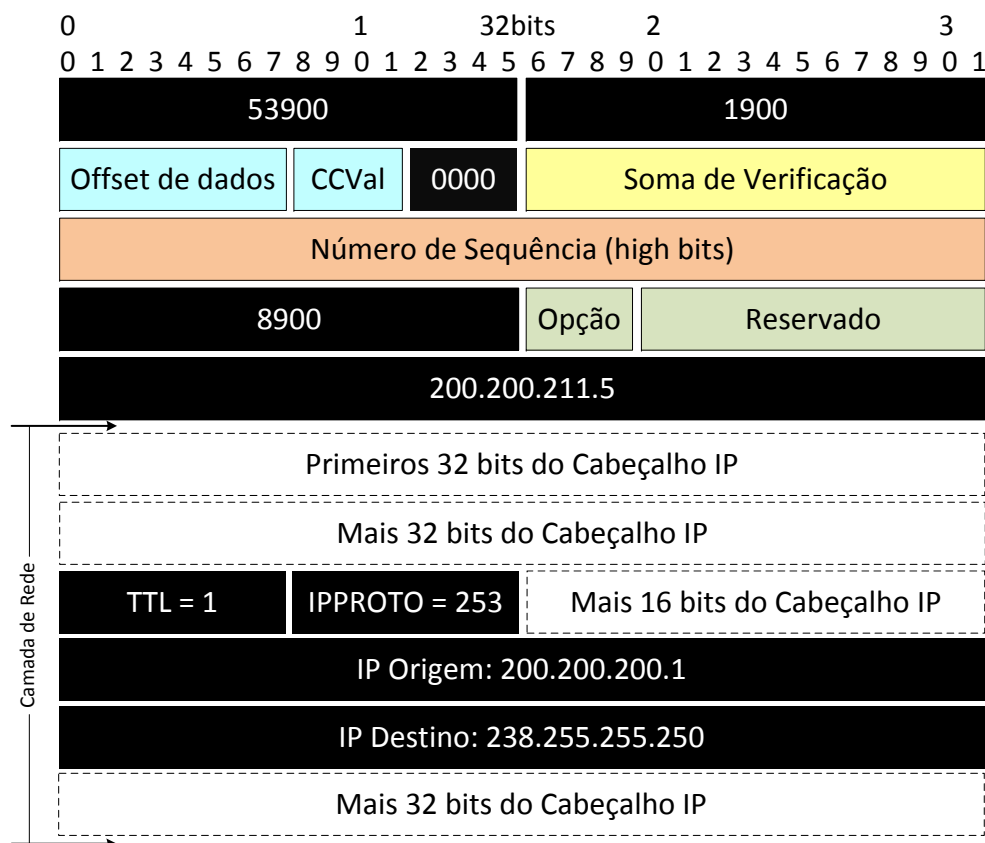 0 1 32bits 2 3
0 1 2 3 4 5 6 7 8 9 0 1 2 3 4 5 6 7 8 9 0 1 2 3 4 5 6 7 8 9 0 1
53900 1900
Offset de dados CCVal 0000 Soma de Verificação
Número de Sequência (high bits)
8900 Opção Reservado
200.200.211.5
Camada de Rede
Primeiros 32 bits do Cabeçalho IP
Mais 32 bits do Cabeçalho IP
TTL = 1 IPPROTO = 253 Mais 16 bits do Cabeçalho IP
IP Origem: 200.200.200.1
IP Destino: 238.255.255.250
Mais 32 bits do Cabeçalho IP